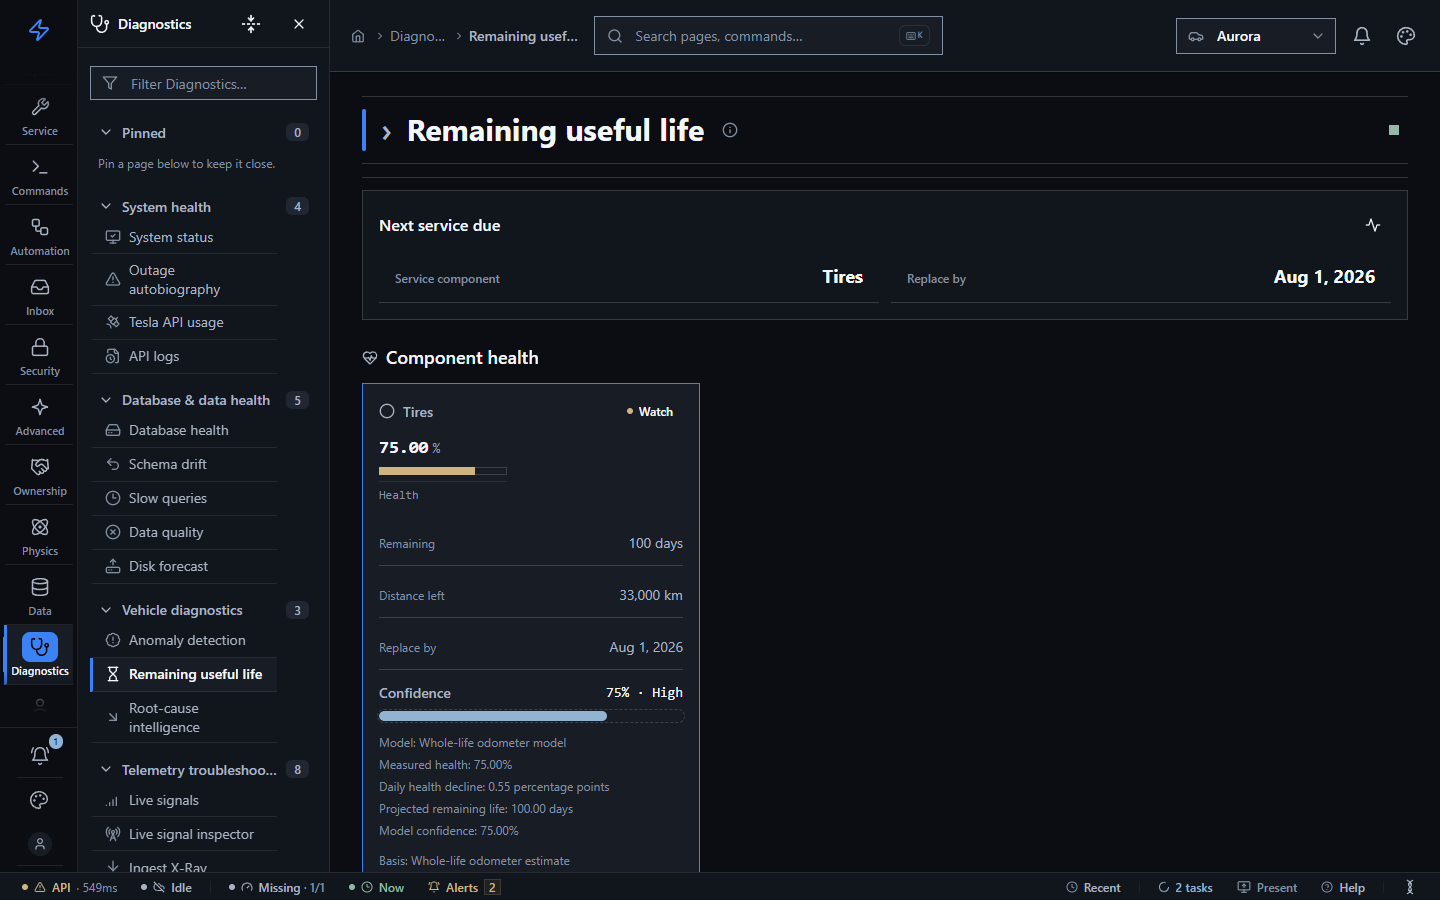 Diagnostics
Diagno...
Remaining usef...
Search pages, commands...
K
Aurora
Filter Diagnostics...
Service
Commands
Automation
Inbox
Security
Advanced
Ownership
Physics
Data
Diagnostics
1
Pinned
0
Pin a page below to keep it close.
System health
4
System status
Outage
autobiography
Tesla API usage
API logs
Database & data health
5
Database health
Schema drift
Slow queries
Data quality
Disk forecast
Vehicle diagnostics
3
Anomaly detection
Remaining useful life
Root-cause
intelligence
Telemetry troubleshoo...
8
Live signals
Live signal inspector
Ingest X-Ray
Remaining useful life
Next service due
Service component
Tires
Replace by
Aug 1, 2026
Component health
Tires
Watch
75.00 %
Health
Remaining
100 days
Distance left
33,000 km
Replace by
Aug 1, 2026
Confidence
75% · High
Model: Whole-life odometer model
Measured health: 75.00%
Daily health decline: 0.55 percentage points
Projected remaining life: 100.00 days
Model confidence: 75.00%
Basis: Whole-life odometer estimate
API · 549ms
Idle
Missing · 1/1
Now
Alerts 2
Recent
2 tasks
Present
Help